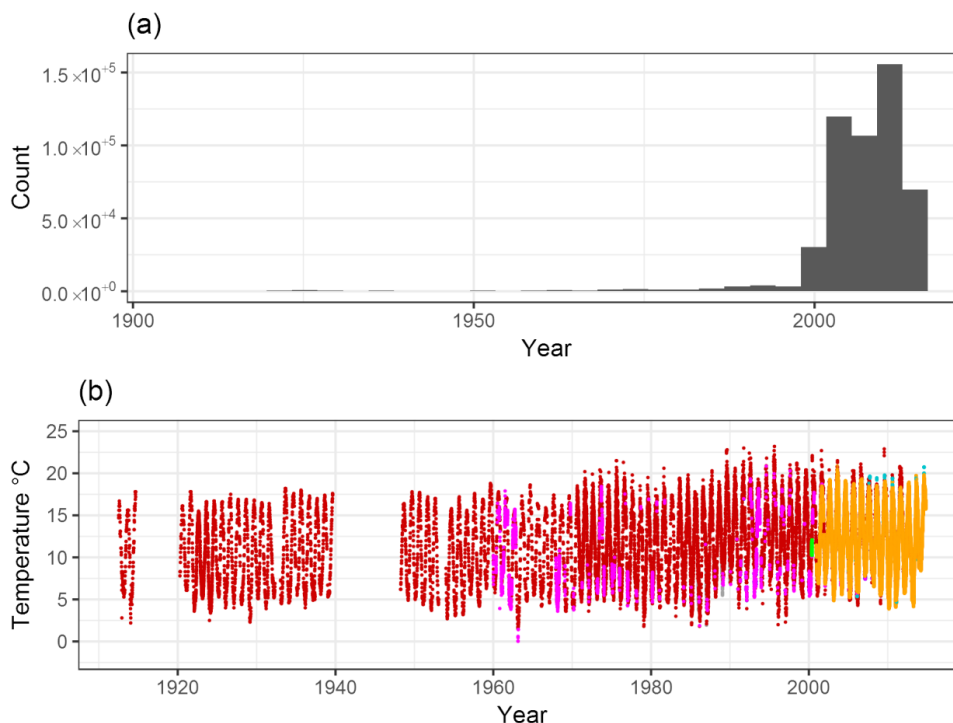 (a)
1.5 ×10⁺⁵
1.0 ×10⁺⁵
5.0 ×10⁺⁴
0.0 ×10⁺⁰
Count
1900 1950 2000
Year
(b)
25
20
15
10
5
0
Temperature °C
1920 1940 1960 1980 2000
Year